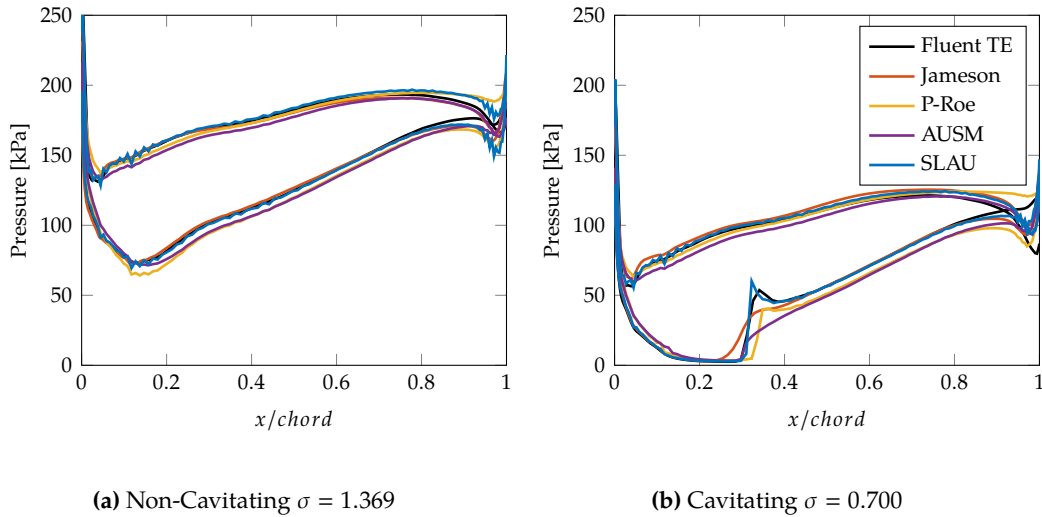 250
200
150
100
50
0
Pressure [kPa]
0
0.2
0.4
0.6
0.8
1
x/chord
(a) Non-Cavitating σ = 1.369
250
200
150
100
50
0
Pressure [kPa]
0
0.2
0.4
0.6
0.8
1
x/chord
Fluent TE
Jameson
P-Roe
AUSM
SLAU
(b) Cavitating σ = 0.700